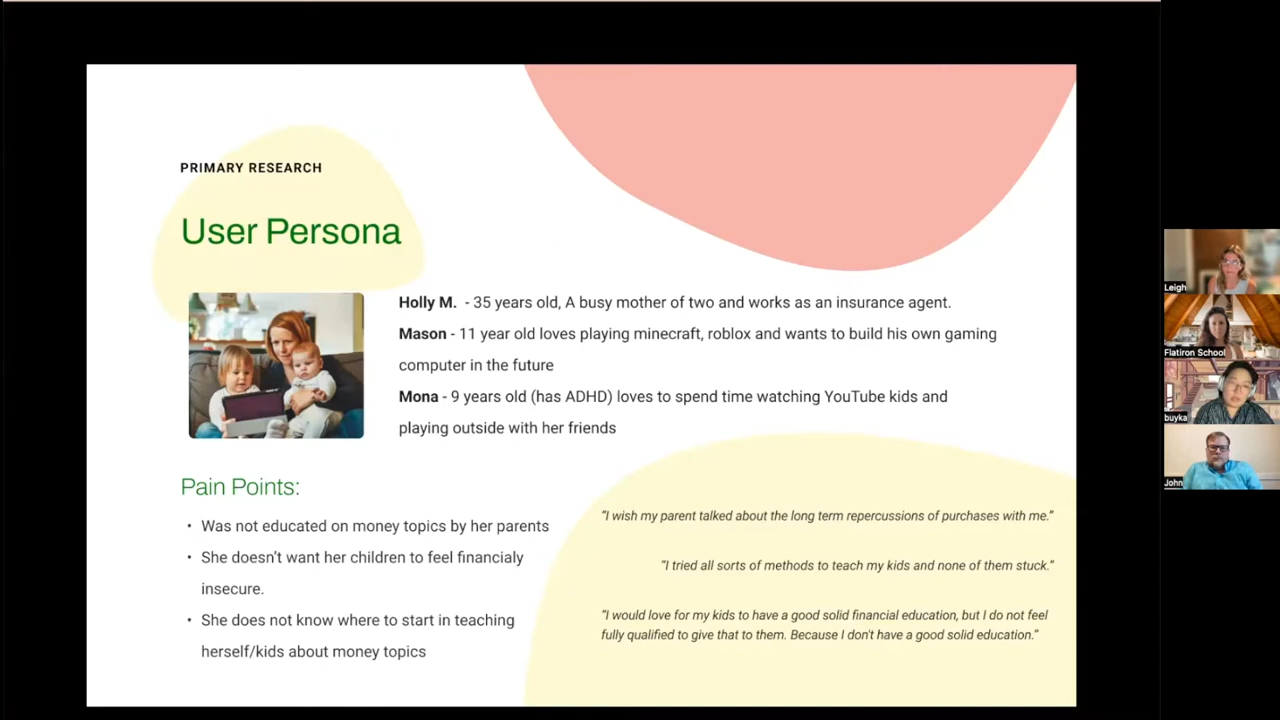 PRIMARY RESEARCH
User Persona
Holly M. - 35 years old, A busy mother of two and works as an insurance agent.
Mason - 11 year old loves playing minecraft, roblox and wants to build his own gaming
computer in the future
Mona - 9 years old (has ADHD) loves to spend time watching YouTube kids and
playing outside with her friends
Pain Points:
• Was not educated on money topics by her parents
• She doesn't want her children to feel financialy
insecure.
• She does not know where to start in teaching
herself/kids about money topics
"I wish my parent talked about the long term repercussions of purchases with me."
"I tried all sorts of methods to teach my kids and none of them stuck."
"I would love for my kids to have a good solid financial education, but I do not feel
fully qualified to give that to them. Because I don't have a good solid education."
Leigh
Flatiron School
buyka
John